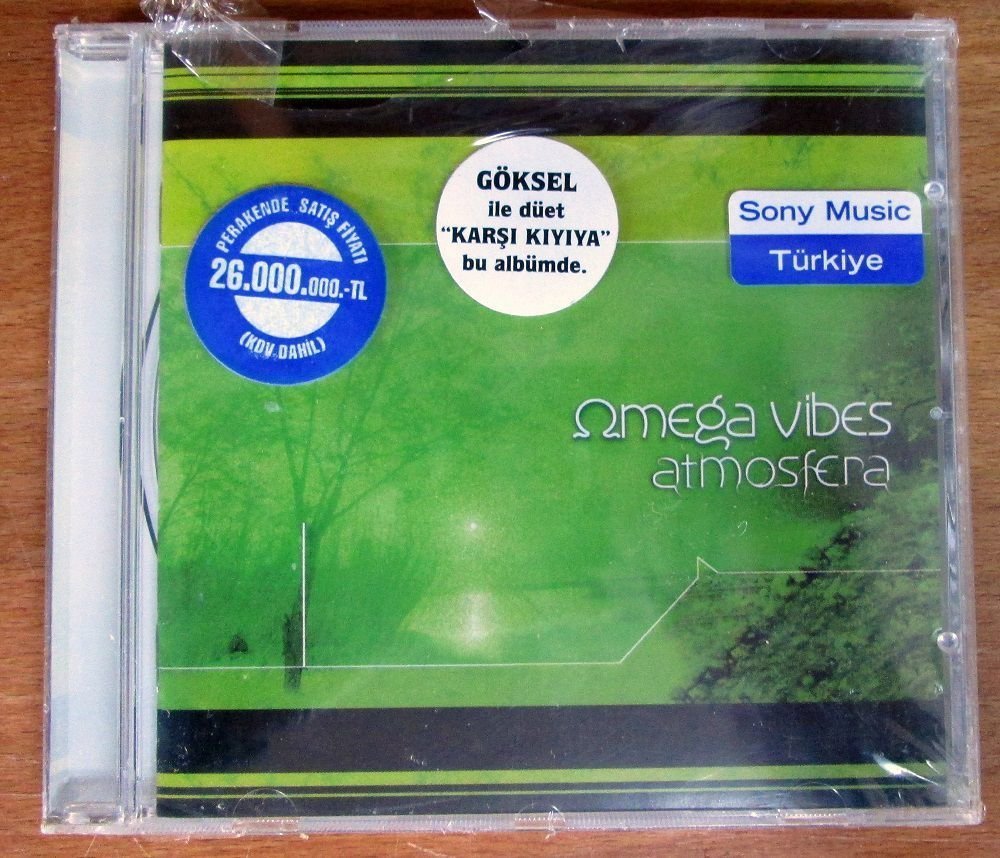 PERAKENDE SATIŞ FİYATI
26.000.000.-TL
(KDV. DAHİL)
GÖKSEL
ile düet
“KARŞI KIYIYA”
bu albümde.
Sony Music
Türkiye
Ωmega vibes
atmosfera